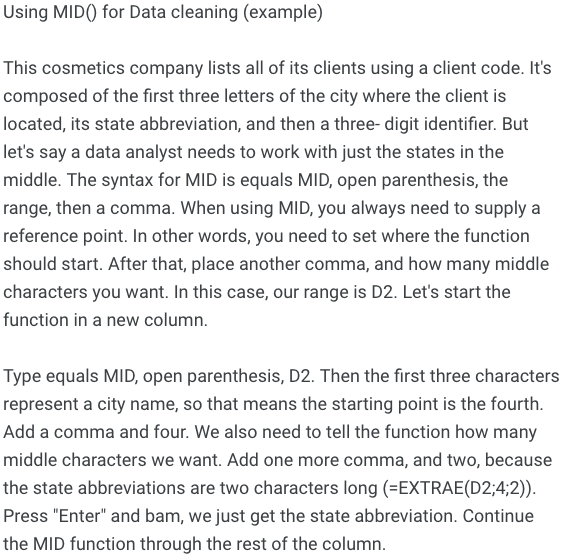 Using MID() for Data cleaning (example)
This cosmetics company lists all of its clients using a client code. It's
composed of the first three letters of the city where the client is
located, its state abbreviation, and then a three- digit identifier. But
let's say a data analyst needs to work with just the states in the
middle. The syntax for MID is equals MID, open parenthesis, the
range, then a comma. When using MID, you always need to supply a
reference point. In other words, you need to set where the function
should start. After that, place another comma, and how many middle
characters you want. In this case, our range is D2. Let's start the
function in a new column.
Type equals MID, open parenthesis, D2. Then the first three characters
represent a city name, so that means the starting point is the fourth.
Add a comma and four. We also need to tell the function how many
middle characters we want. Add one more comma, and two, because
the state abbreviations are two characters long (=EXTRAE(D2;4;2)).
Press "Enter" and bam, we just get the state abbreviation. Continue
the MID function through the rest of the column.